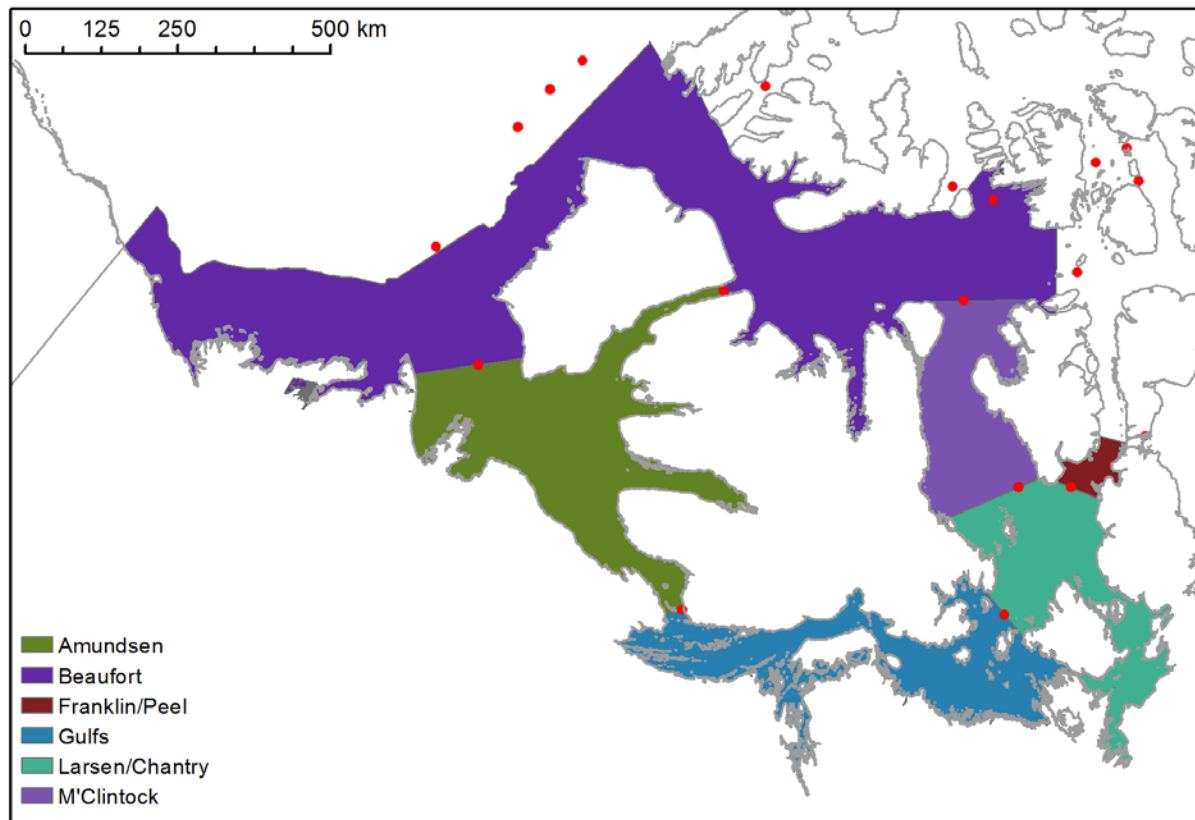 0 125 250 500 km
Amundsen
Beaufort
Franklin/Peel
Gulfs
Larsen/Chantry
M'Clintock